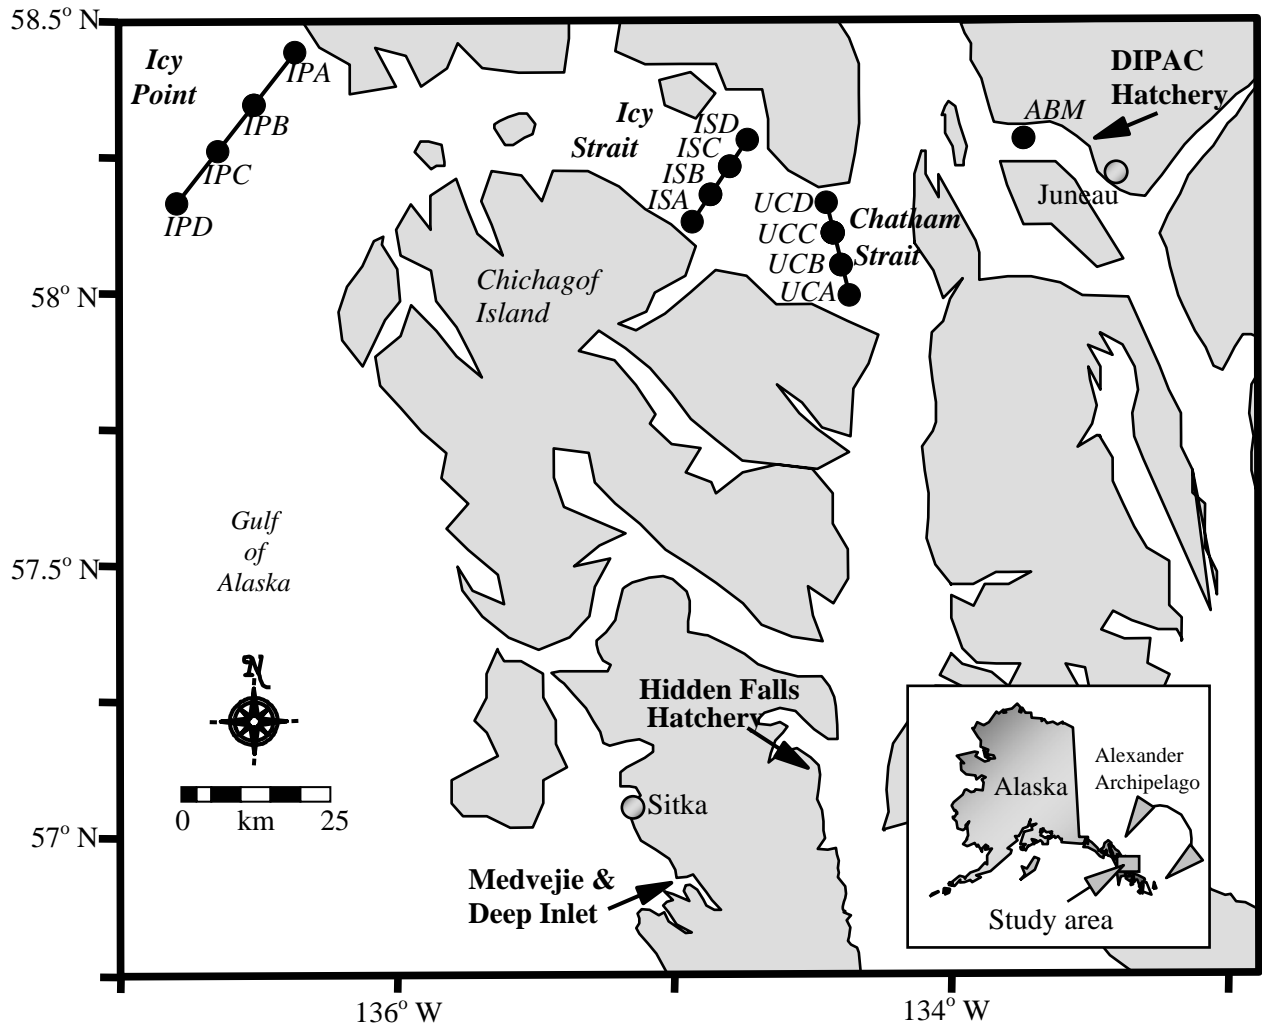 58.5° N
Icy
Point
IPA
IPB
IPC
IPD
Icy
Strait
ISD
ISC
ISB
ISA
UCD
UCC
UCB
UCA
Chatham
Strait
ABM
DIPAC
Hatchery
Juneau
58° N
Chichagof
Island
57.5° N
Gulf
of
Alaska
N
0 km 25
57° N
Hidden Falls
Hatchery
Sitka
Medvejie &
Deep Inlet
Alaska
Alexander
Archipelago
Study area
136° W
134° W